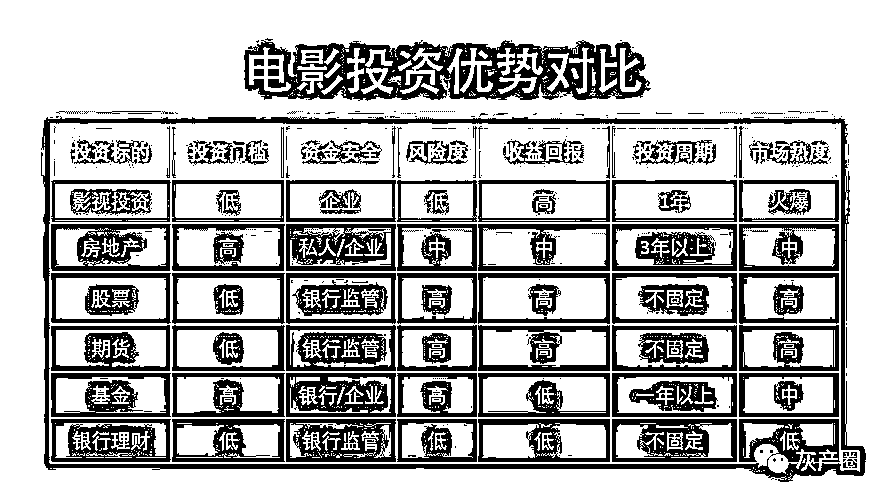 电影投资优势对比
投资标的 投资门槛 资金安全 风险度 收益回报 投资周期 市场热度
影视投资 低 企业 低 高 1年 火爆
房地产 高 私人/企业 中 中 3年以上 中
股票 低 银行监管 高 高 不固定 高
期货 低 银行监管 高 高 不固定 高
基金 高 银行/企业 高 低 一年以上 中
银行理财 低 银行监管 低 低 不固定 低
灰产圈